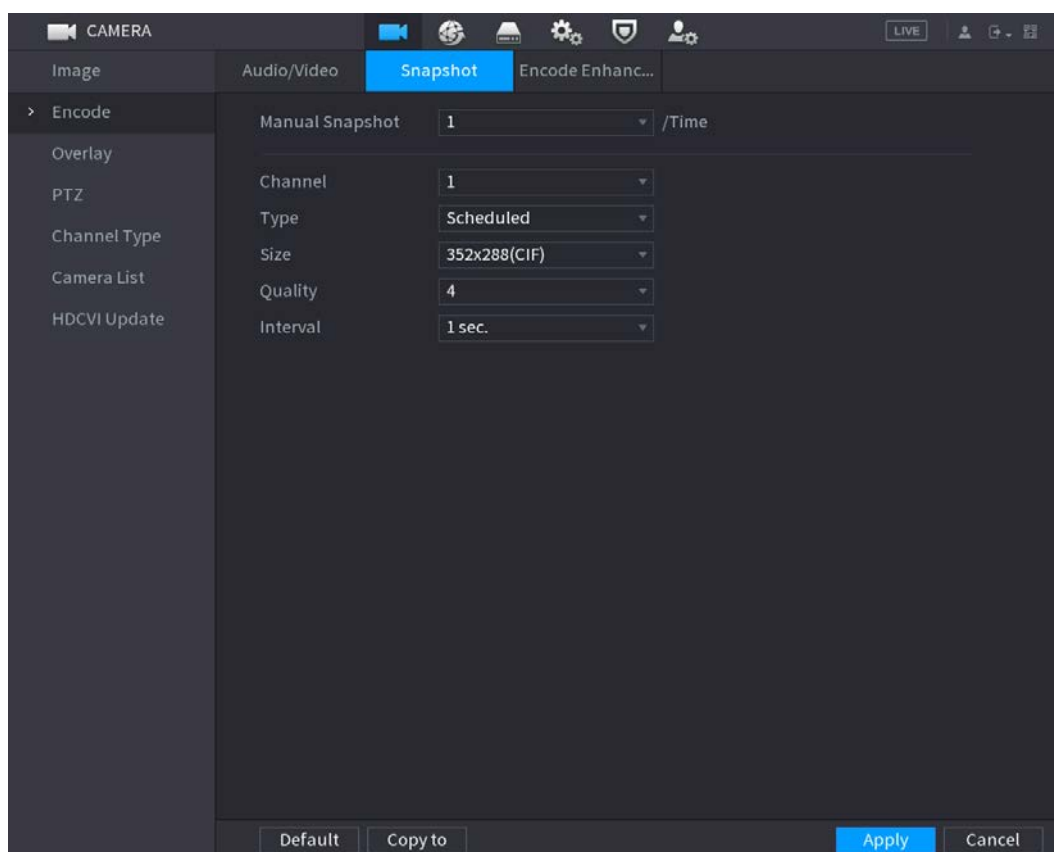 CAMERA
LIVE
Image
Audio/Video
Snapshot
Encode Enhanc...
> Encode
Manual Snapshot 1 /Time
Overlay
PTZ
Channel Type
Camera List
HDCVI Update
Channel 1
Type Scheduled
Size 352x288(CIF)
Quality 4
Interval 1 sec.
Default
Copy to
Apply
Cancel